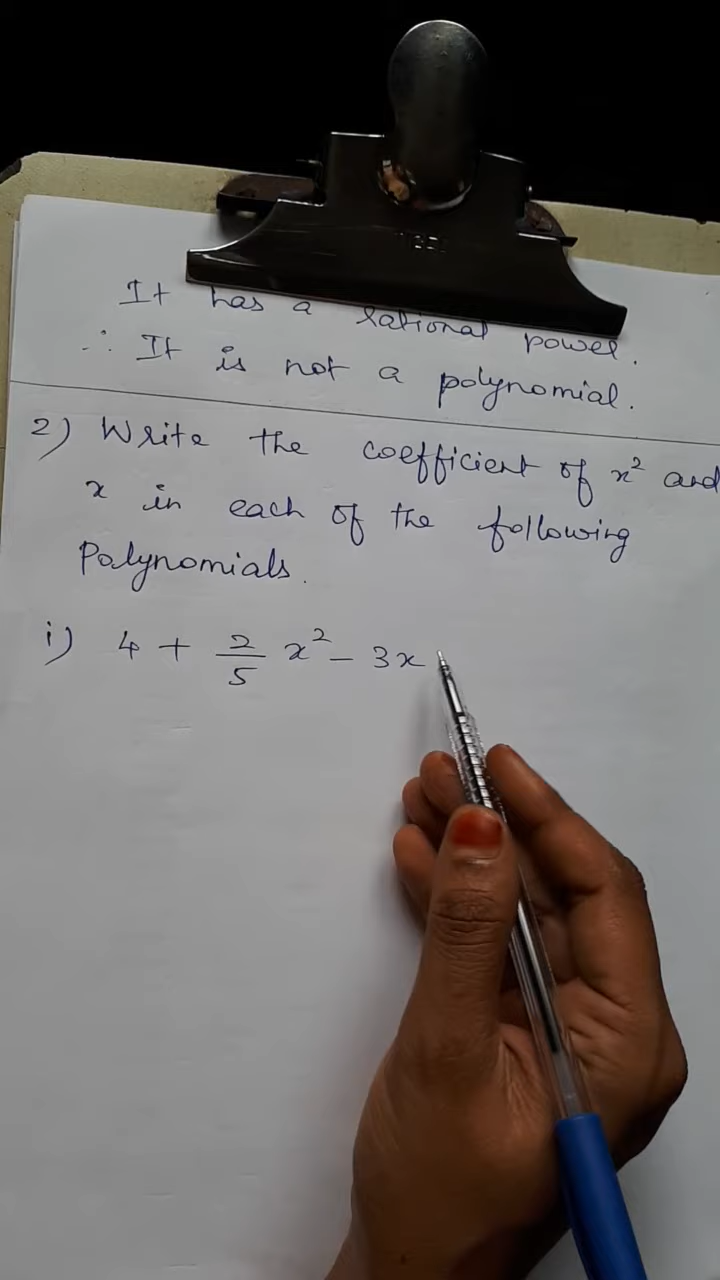 It has a rational power.
∴ It is not a polynomial.
2) Write the coefficient of x² and
x in each of the following
Polynomials.
i) 4 + 2/5 x² - 3x